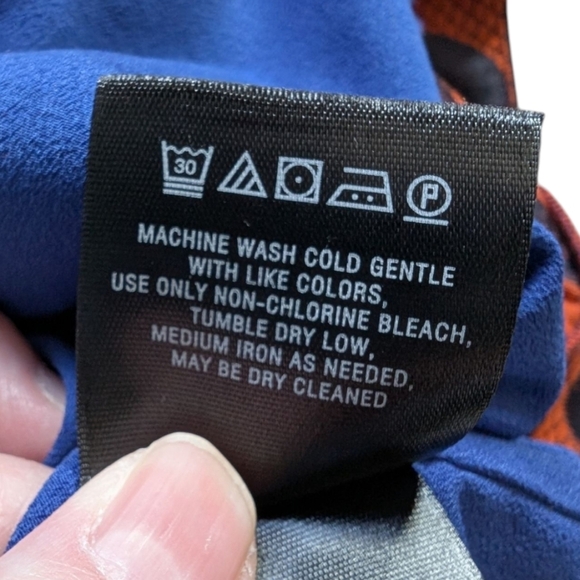 30 P
MACHINE WASH COLD GENTLE
WITH LIKE COLORS,
USE ONLY NON-CHLORINE BLEACH,
TUMBLE DRY LOW,
MEDIUM IRON AS NEEDED,
MAY BE DRY CLEANED